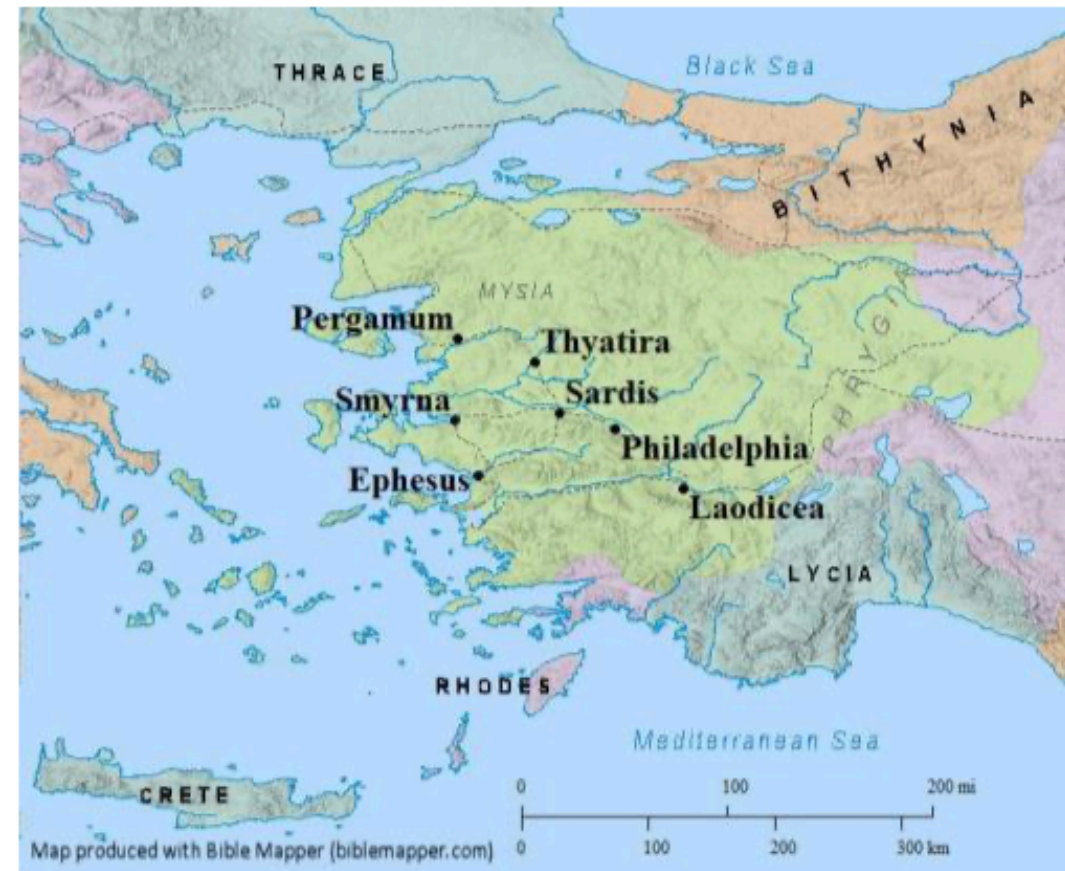 THRACE
Black Sea
BITHYNIA
MYSIA
Pergamum
Thyatira
PHRYGIA
Smyrna
Sardis
Philadelphia
Ephesus
Laodicea
LYCIA
RHODES
Mediterranean Sea
CRETE
0 100 200 mi
Map produced with Bible Mapper (biblemapper.com)
0 100 200 300 km